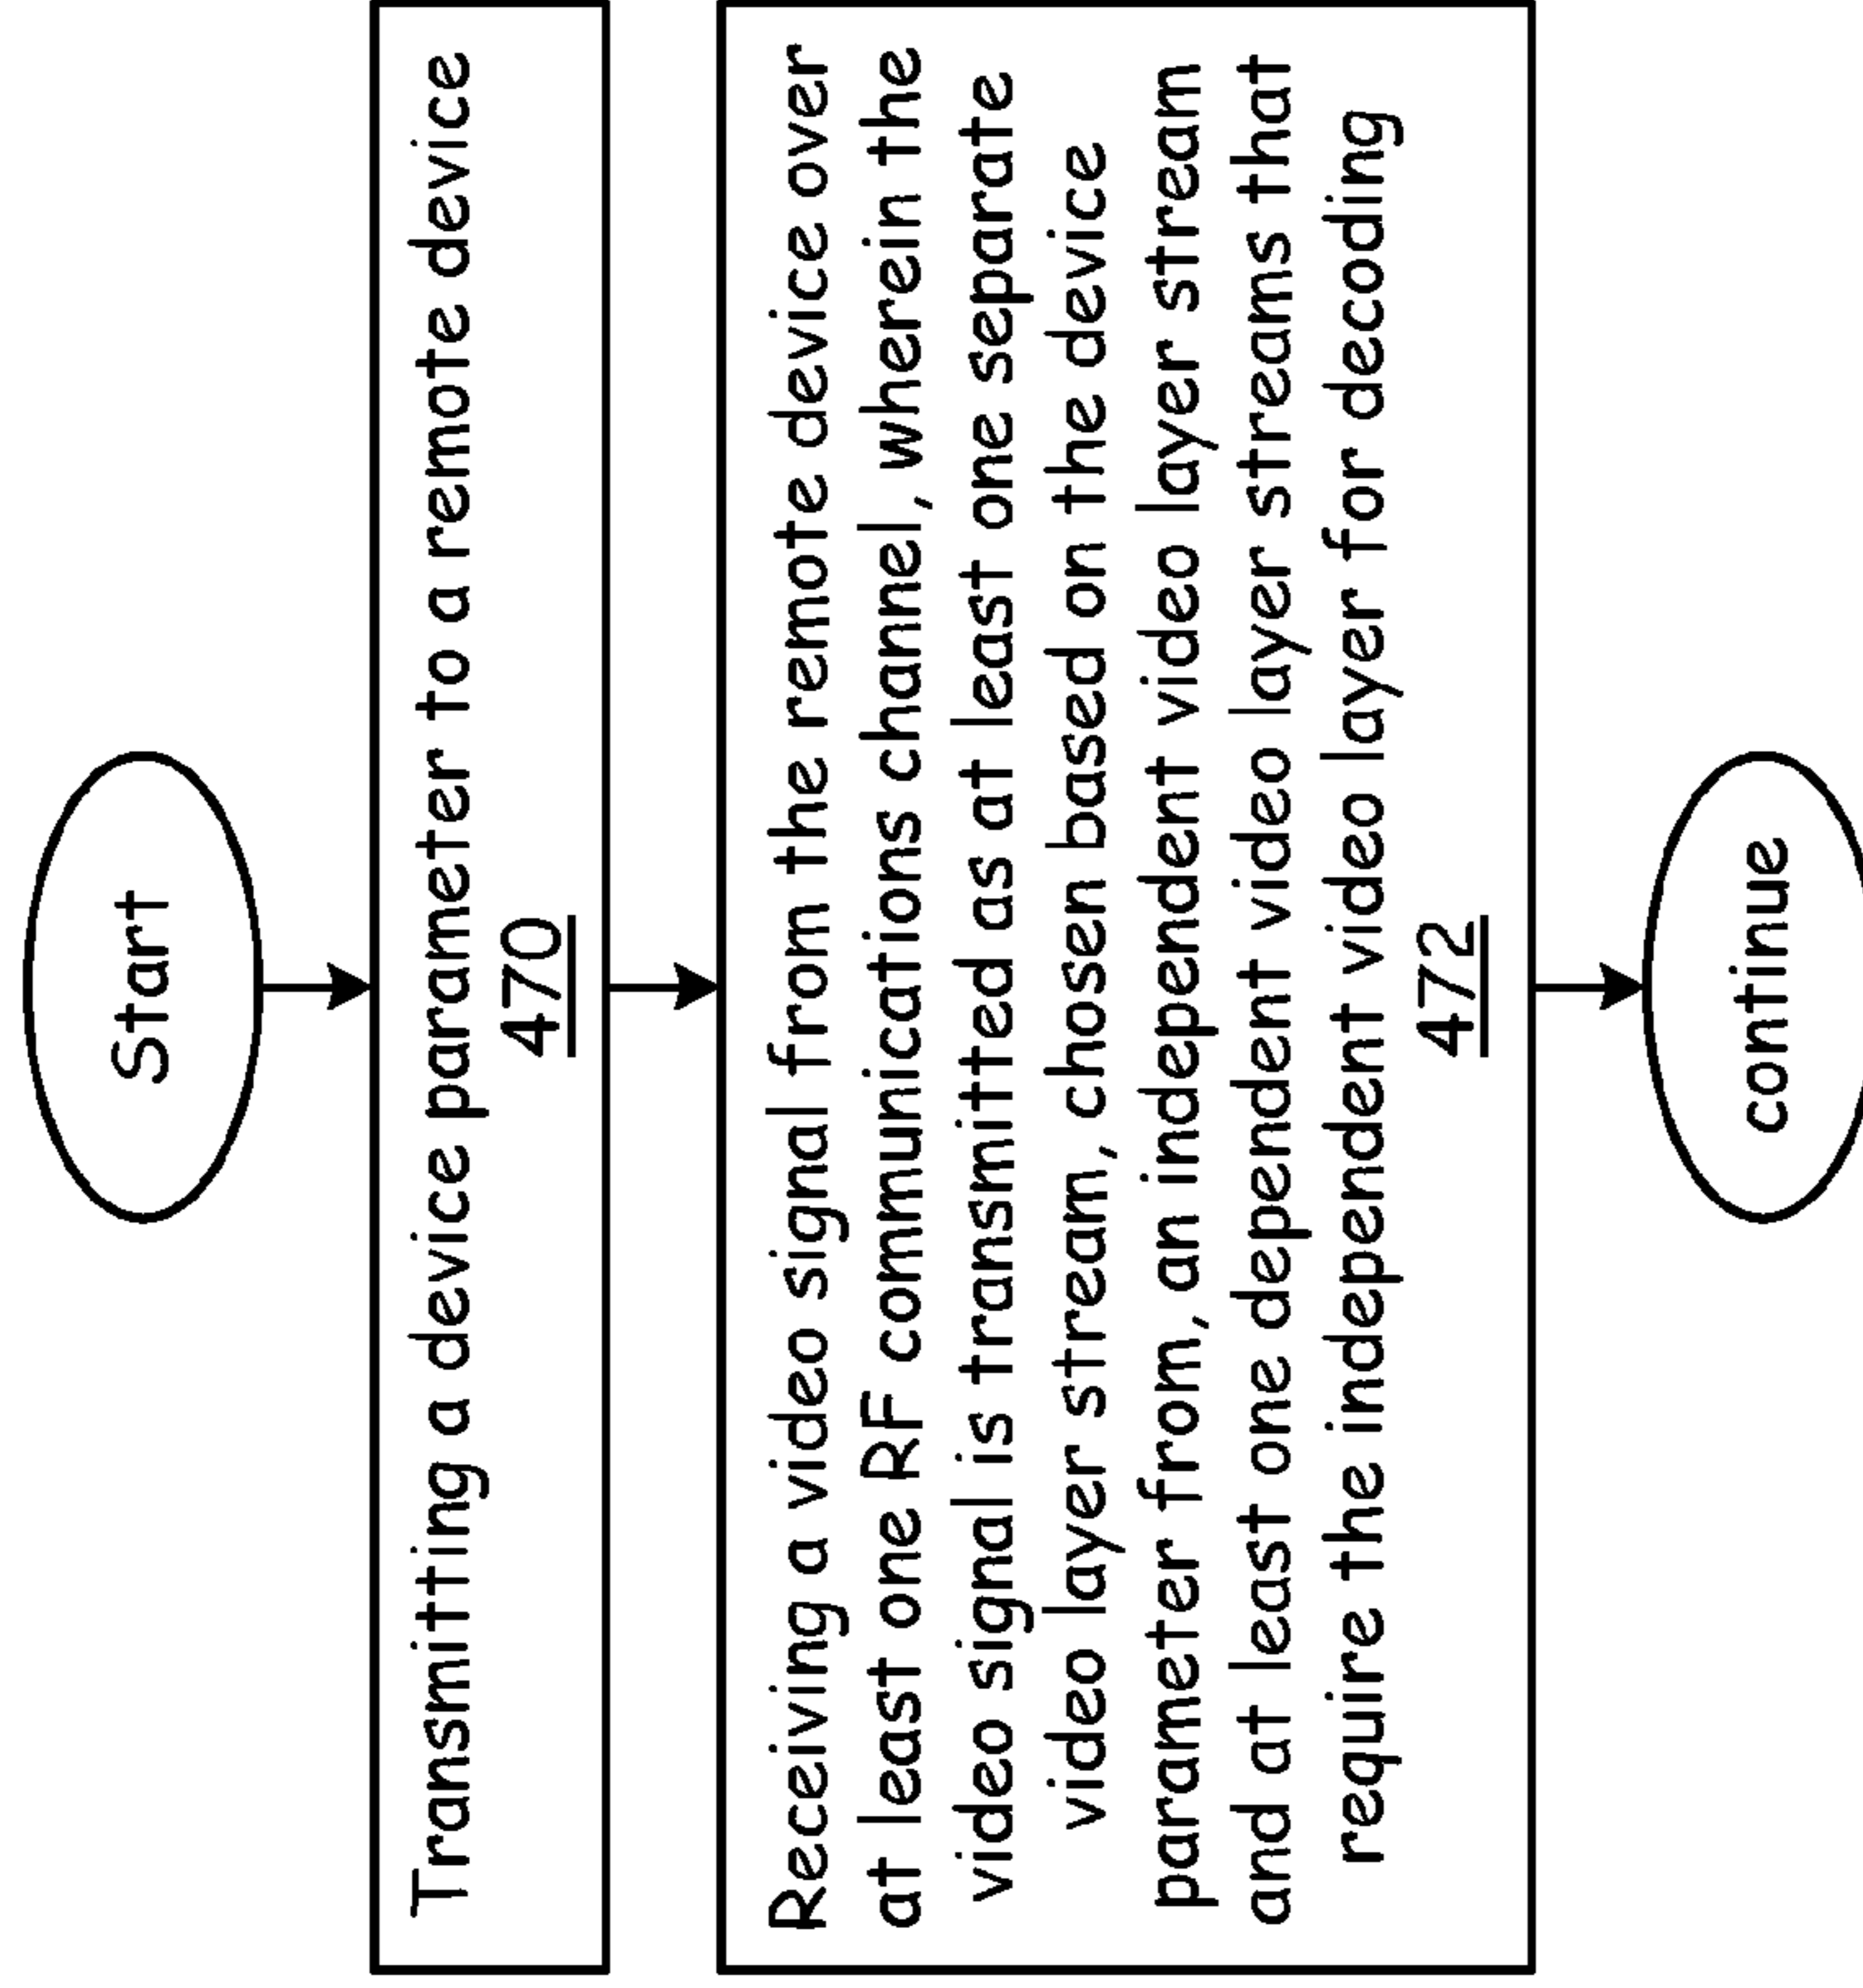 Start
Transmitting a device parameter to a remote device
470
Receiving a video signal from the remote device over
at least one RF communications channel, wherein the
video signal is transmitted as at least one separate
video layer stream, chosen based on the device
parameter from, an independent video layer stream
and at least one dependent video layer streams that
require the independent video layer for decoding
472
continue